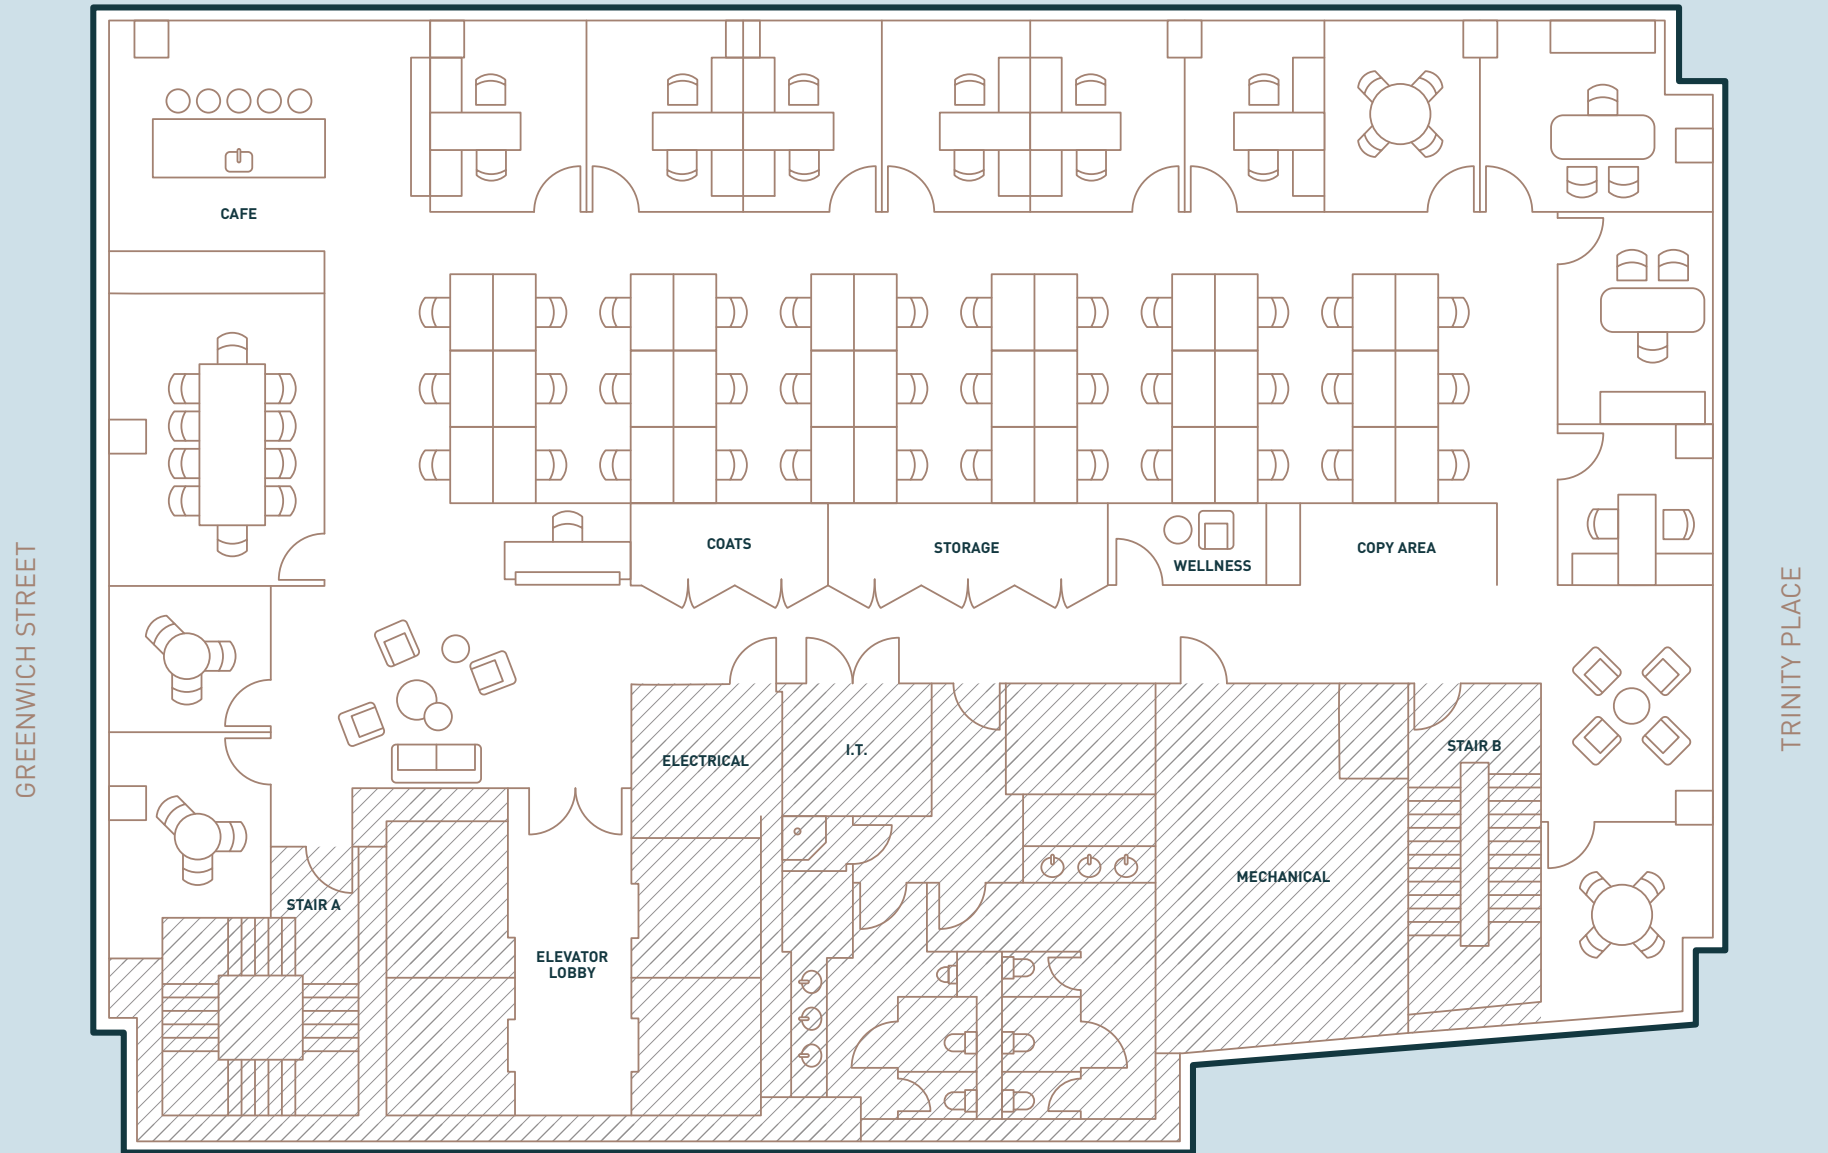 CAFE
COATS
STORAGE
WELLNESS
COPY AREA
GREENWICH STREET
TRINITY PLACE
ELECTRICAL
I.T.
STAIR B
MECHANICAL
STAIR A
ELEVATOR
LOBBY